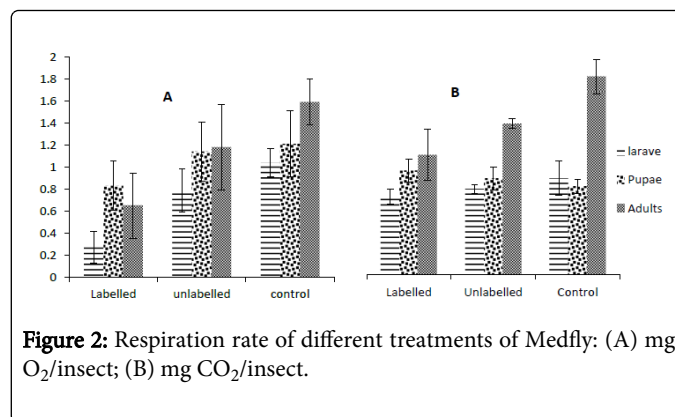 2
1.8
1.6
1.4
1.2
1
0.8
0.6
0.4
0.2
0
A
B
Labelled unlabelled control
Labelled Unlabelled Control
larave
Pupae
Adults
Figure 2: Respiration rate of different treatments of Medfly: (A) mg
O₂/insect; (B) mg CO₂/insect.